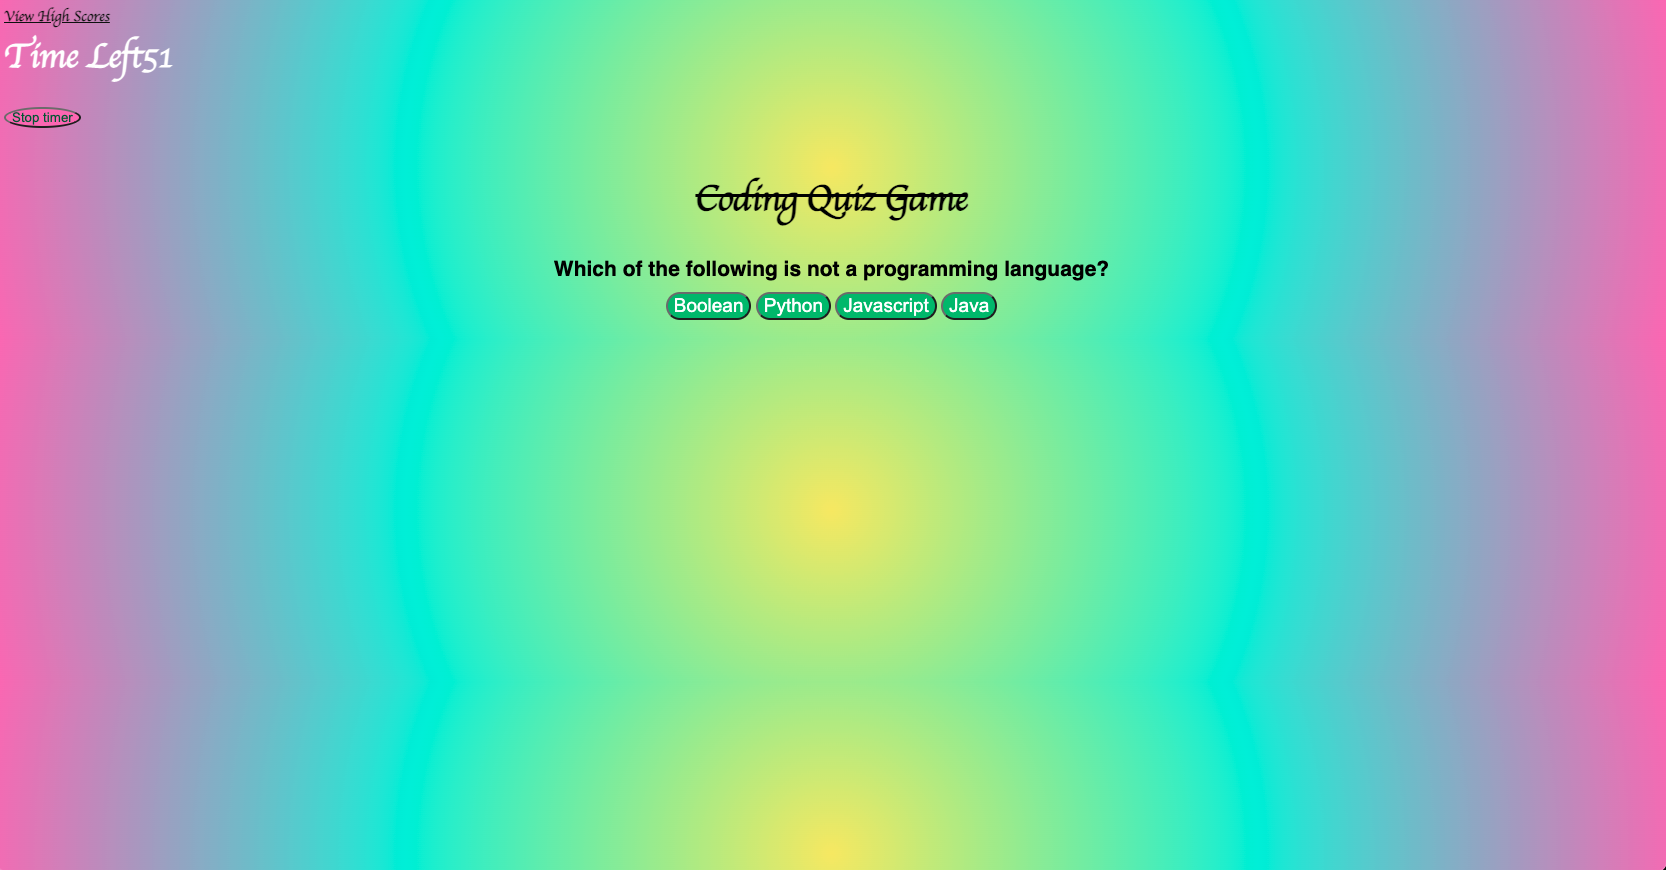 View High Scores
Time Left51
Stop timer
Coding Quiz Game
Which of the following is not a programming language?
Boolean Python Javascript Java